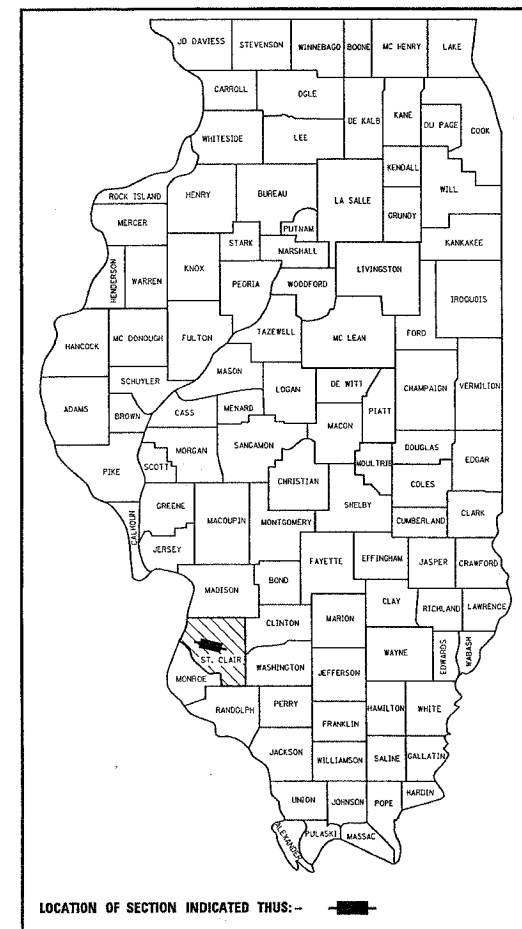 JO DAVIESS STEVENSON WINNEBAGO BOONE MC HENRY LAKE
CARROLL OGLE DE KALB KANE DU PAGE COOK
WHITESIDE LEE
KENDALL WILL
ROCK ISLAND HENRY BUREAU LA SALLE GRUNDY
MERCER PUTNAM
STARK MARSHALL KANKAKEE
HENDERSON WARREN KNOX PEORIA WOODFORD LIVINGSTON
IROQUOIS
HANCOCK MC DONOUGH FULTON TAZEWELL MC LEAN FORD
MASON
SCHUYLER LOGAN DE WITT CHAMPAIGN VERMILION
ADAMS BROWN CASS MENARD MACON PIATT
MORGAN SANGAMON DOUGLAS
PIKE SCOTT CHRISTIAN MOULTRIE COLES EDGAR
CALHOUN GREENE MACOUPIN MONTGOMERY SHELBY CUMBERLAND CLARK
JERSEY FAYETTE EFFINGHAM JASPER CRAWFORD
MADISON BOND CLAY RICHLAND LAWRENCE
CLINTON MARION WAYNE EDWARDS WABASH
ST. CLAIR
WASHINGTON JEFFERSON
MONROE
RANDOLPH PERRY HAMILTON WHITE
FRANKLIN
JACKSON WILLIAMSON SALINE GALLATIN
UNION JOHNSON POPE HARDIN
ALEXANDER PULASKI MASSAC
LOCATION OF SECTION INDICATED THUS:-